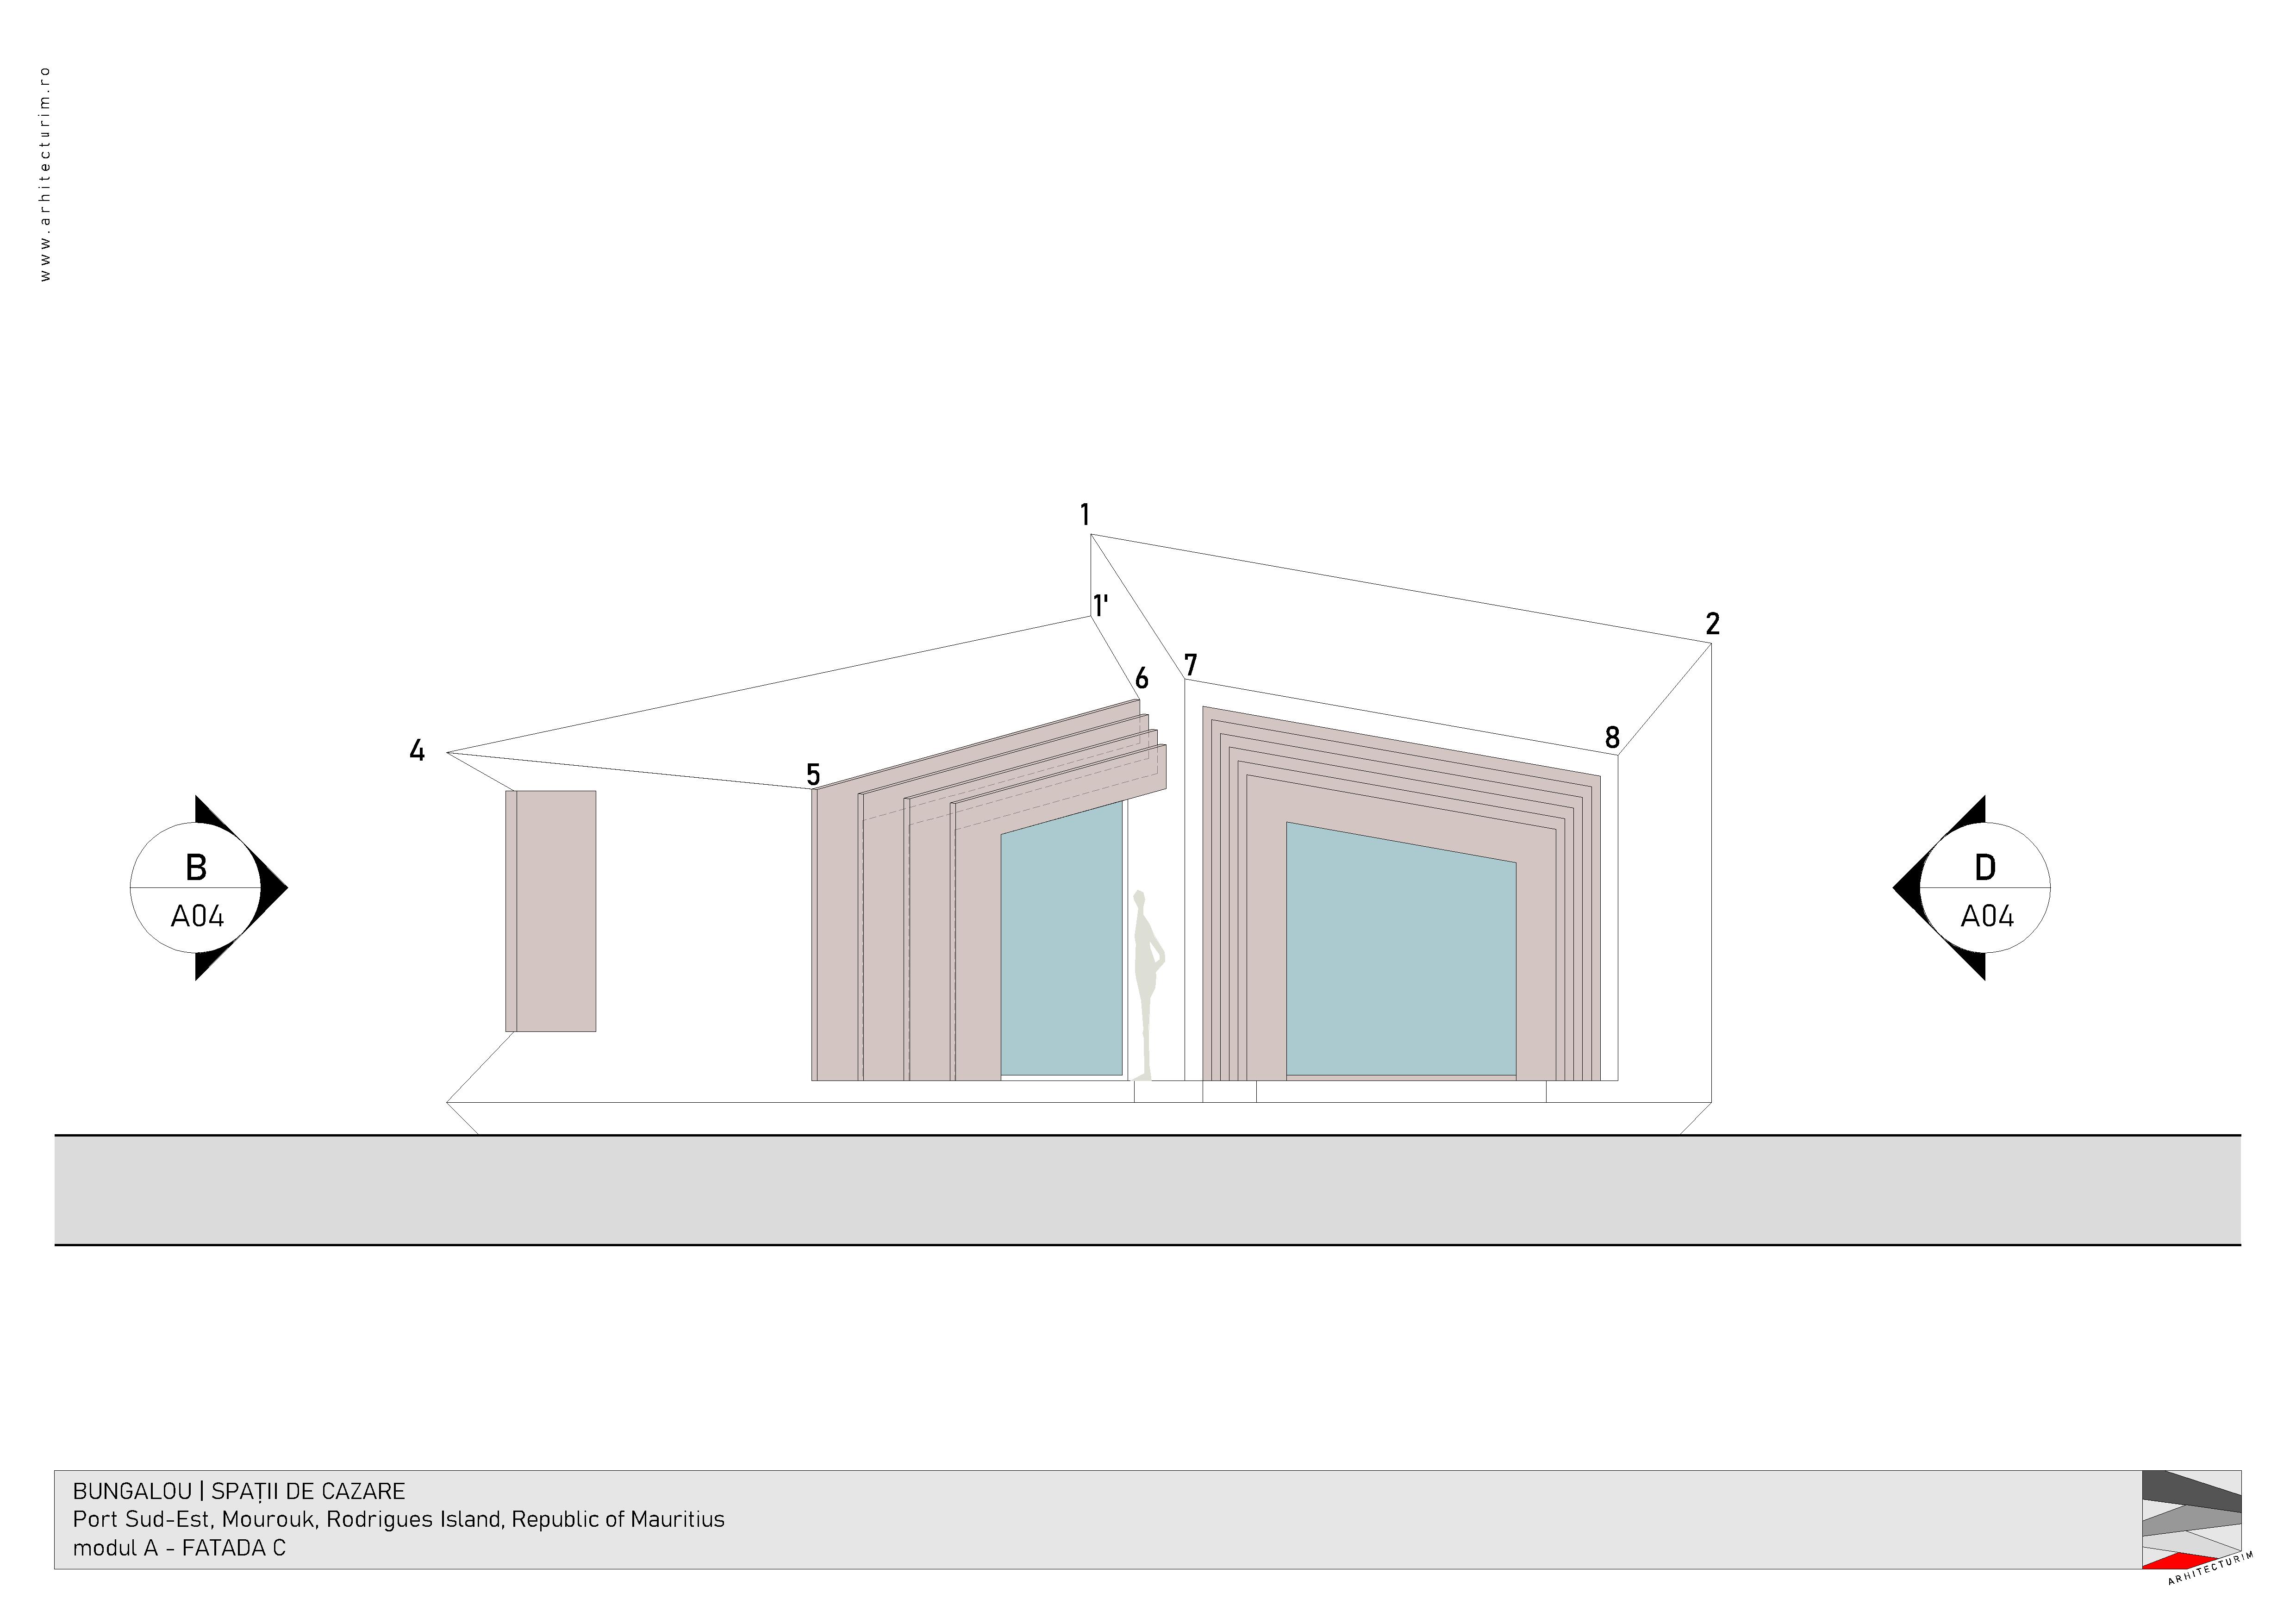 www.arhitecturim.ro
1
1'
2
6
7
8
4
5
B
A04
D
A04
BUNGALOU | SPAȚII DE CAZARE
Port Sud-Est, Mourouk, Rodrigues Island, Republic of Mauritius
modul A - FATADA C
ARHITECTURIM